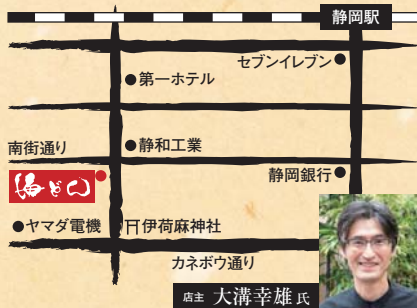 静岡駅
セブンイレブン
第一ホテル
南街通り
静和工業
静岡銀行
ヤマダ電機
伊荷麻神社
カネボウ通り
店主 大溝幸雄 氏